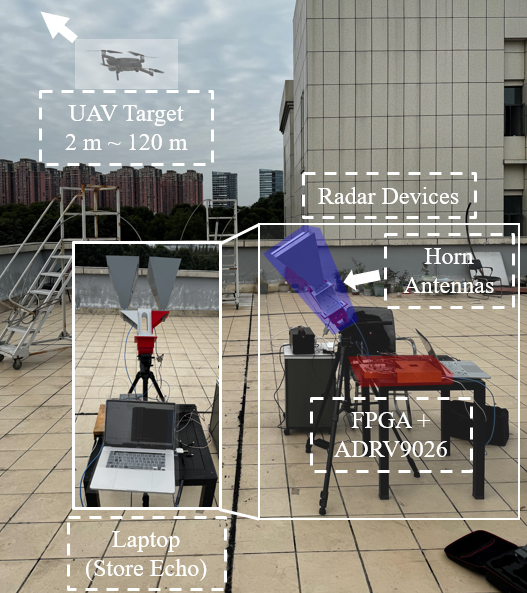 UAV Target
2 m ~ 120 m
Radar Devices
Horn
Antennas
FPGA +
ADRV9026
Laptop
(Store Echo)